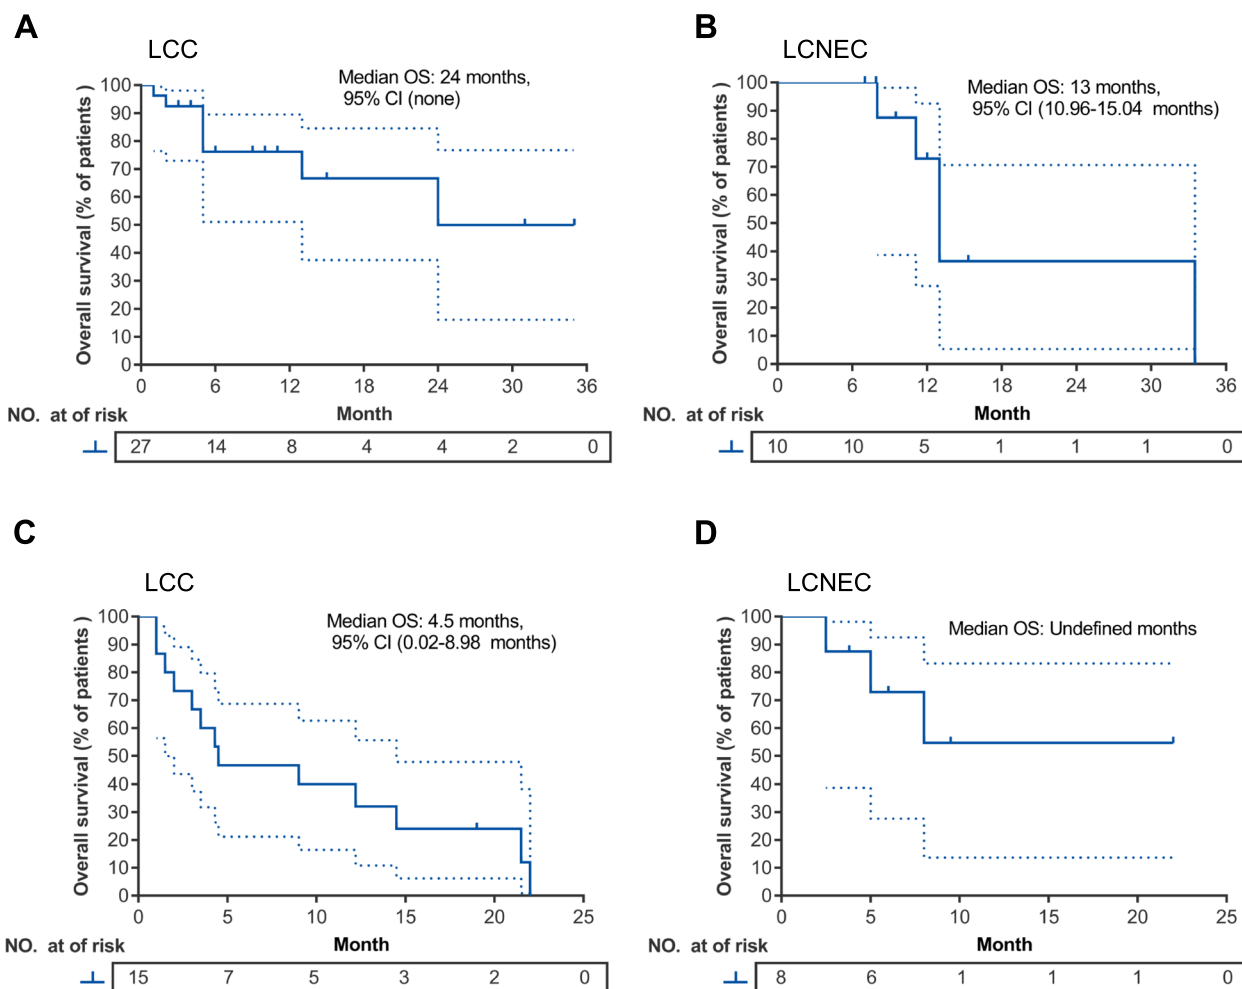 A
LCC
Median OS: 24 months,
95% CI (none)
Overall survival (% of patients )
100
90
80
70
60
50
40
30
20
10
0
0 6 12 18 24 30 36
NO. at of risk
Month
27 14 8 4 4 2 0
B
LCNEC
Median OS: 13 months,
95% CI (10.96-15.04 months)
Overall survival (% of patients )
100
90
80
70
60
50
40
30
20
10
0
0 6 12 18 24 30 36
NO. at of risk
Month
10 10 5 1 1 1 0
C
LCC
Median OS: 4.5 months,
95% CI (0.02-8.98 months)
Overall survival (% of patients )
100
90
80
70
60
50
40
30
20
10
0
0 5 10 15 20 25
NO. at of risk
Month
15 7 5 3 2 0
D
LCNEC
Median OS: Undefined months
Overall survival (% of patients )
100
90
80
70
60
50
40
30
20
10
0
0 5 10 15 20 25
NO. at of risk
Month
8 6 1 1 1 0